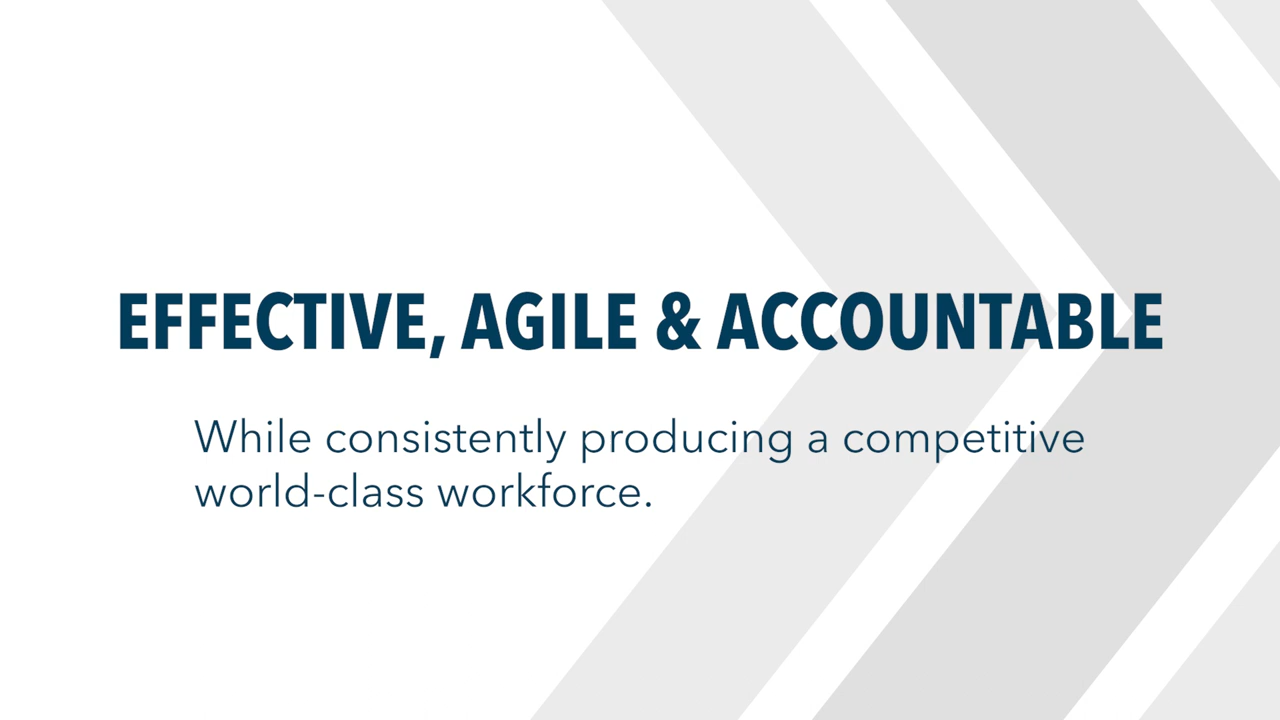 EFFECTIVE, AGILE & ACCOUNTABLE
While consistently producing a competitive
world-class workforce.